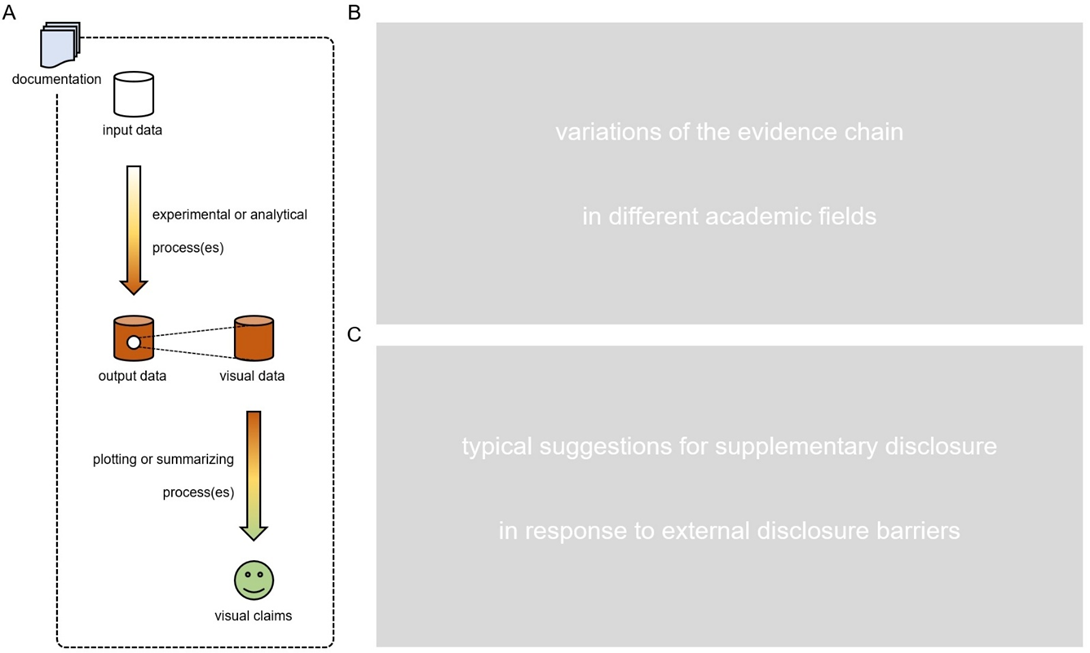 A
documentation
input data
experimental or analytical
process(es)
output data
visual data
plotting or summarizing
process(es)
visual claims
B
variations of the evidence chain
in different academic fields
C
typical suggestions for supplementary disclosure
in response to external disclosure barriers